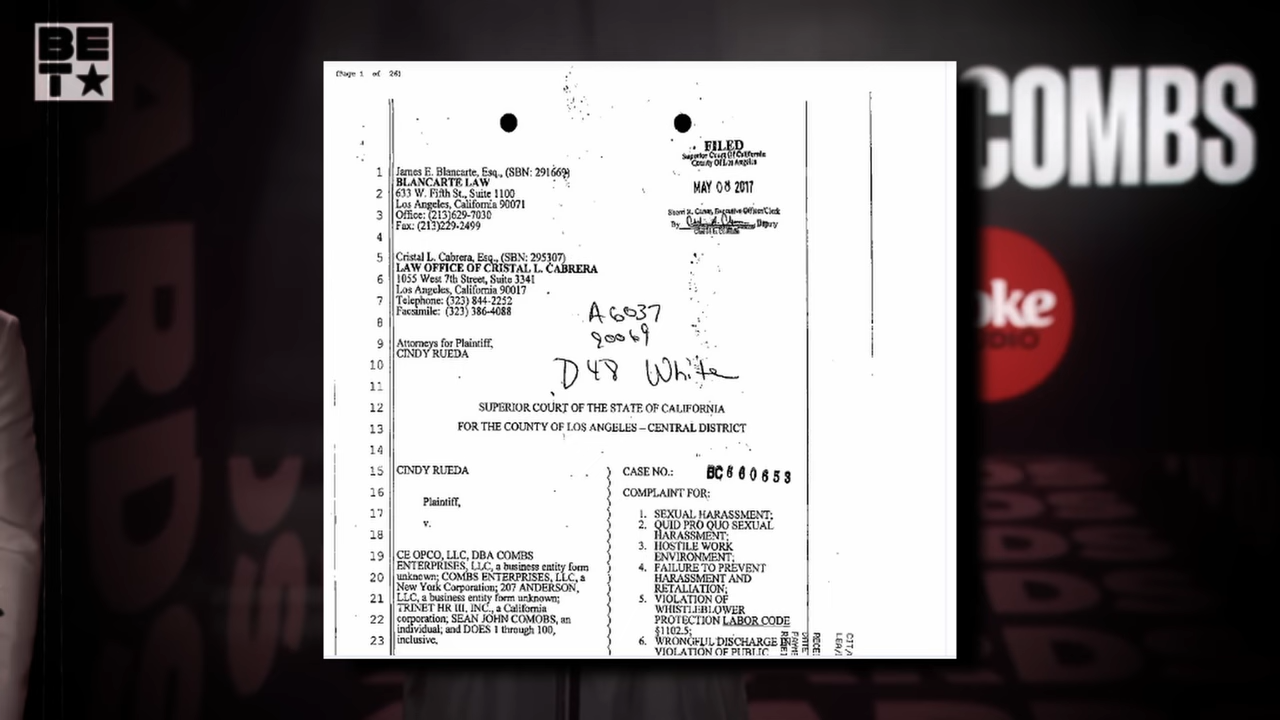 BE
T★
COMBS
oke
(Page 1 of 26)
FILED
Superior Court Of California
County Of Los Angeles
MAY 08 2017
Sherri R. Carter, Executive Officer/Clerk
By Deputy
1 James E. Blancarte, Esq., (SBN: 291669)
BLANCARTE LAW
2 633 W. Fifth St., Suite 1100
Los Angeles, California 90071
3 Office: (213)629-7030
Fax: (213)229-2499
4
5 Cristal L. Cabrera, Esq., (SBN: 295307)
LAW OFFICE OF CRISTAL L. CABRERA
6 1055 West 7th Street, Suite 3341
Los Angeles, California 90017
7 Telephone: (323) 844-2252
Facsimile: (323) 386-4088
8
A6037
90069
9 Attorneys for Plaintiff,
CINDY RUEDA
10
D48 White
11
12 SUPERIOR COURT OF THE STATE OF CALIFORNIA
13 FOR THE COUNTY OF LOS ANGELES – CENTRAL DISTRICT
14
15 CINDY RUEDA
16 Plaintiff,
17 v.
18
19 CE OPCO, LLC, DBA COMBS
ENTERPRISES, LLC, a business entity form
20 unknown; COMBS ENTERPRISES, LLC, a
New York Corporation; 207 ANDERSON,
21 LLC, a business entity form unknown;
TRINET HR III, INC., a California
22 corporation; SEAN JOHN COMOBS, an
individual; and DOES 1 through 100,
23 inclusive.
CASE NO.: BC660653
COMPLAINT FOR:
1. SEXUAL HARASSMENT;
2. QUID PRO QUO SEXUAL
HARASSMENT;
3. HOSTILE WORK
ENVIRONMENT;
4. FAILURE TO PREVENT
HARASSMENT AND
RETALIATION;
5. VIOLATION OF
WHISTLEBLOWER
PROTECTION LABOR CODE
§1102.5;
6. WRONGFUL DISCHARGE
VIOLATION OF PUBLIC